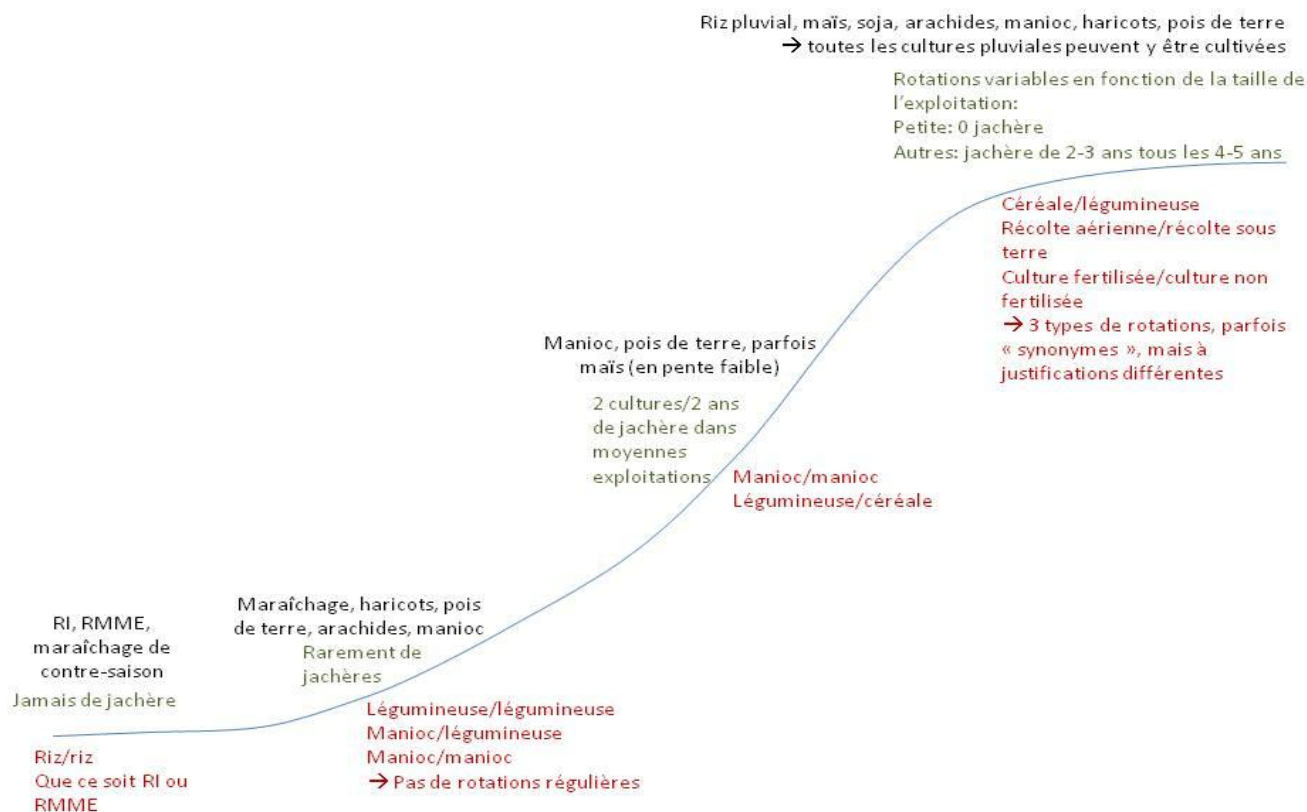 Riz pluvial, maïs, soja, arachides, manioc, haricots, pois de terre
→ toutes les cultures pluviales peuvent y être cultivées
Rotations variables en fonction de la taille de
l'exploitation:
Petite: 0 jachère
Autres: jachère de 2-3 ans tous les 4-5 ans
Céréale/légumineuse
Récolte aérienne/récolte sous
terre
Culture fertilisée/culture non
fertilisée
→ 3 types de rotations, parfois
« synonymes », mais à
justifications différentes
Manioc, pois de terre, parfois
maïs (en pente faible)
2 cultures/2 ans
de jachère dans
moyennes
exploitations
Manioc/manioc
Légumineuse/céréale
Maraîchage, haricots, pois
de terre, arachides, manioc
Rarement de
jachères
Légumineuse/légumineuse
Manioc/légumineuse
Manioc/manioc
→ Pas de rotations régulières
RI, RMME,
maraîchage de
contre-saison
Jamais de jachère
Riz/riz
Que ce soit RI ou
RMME